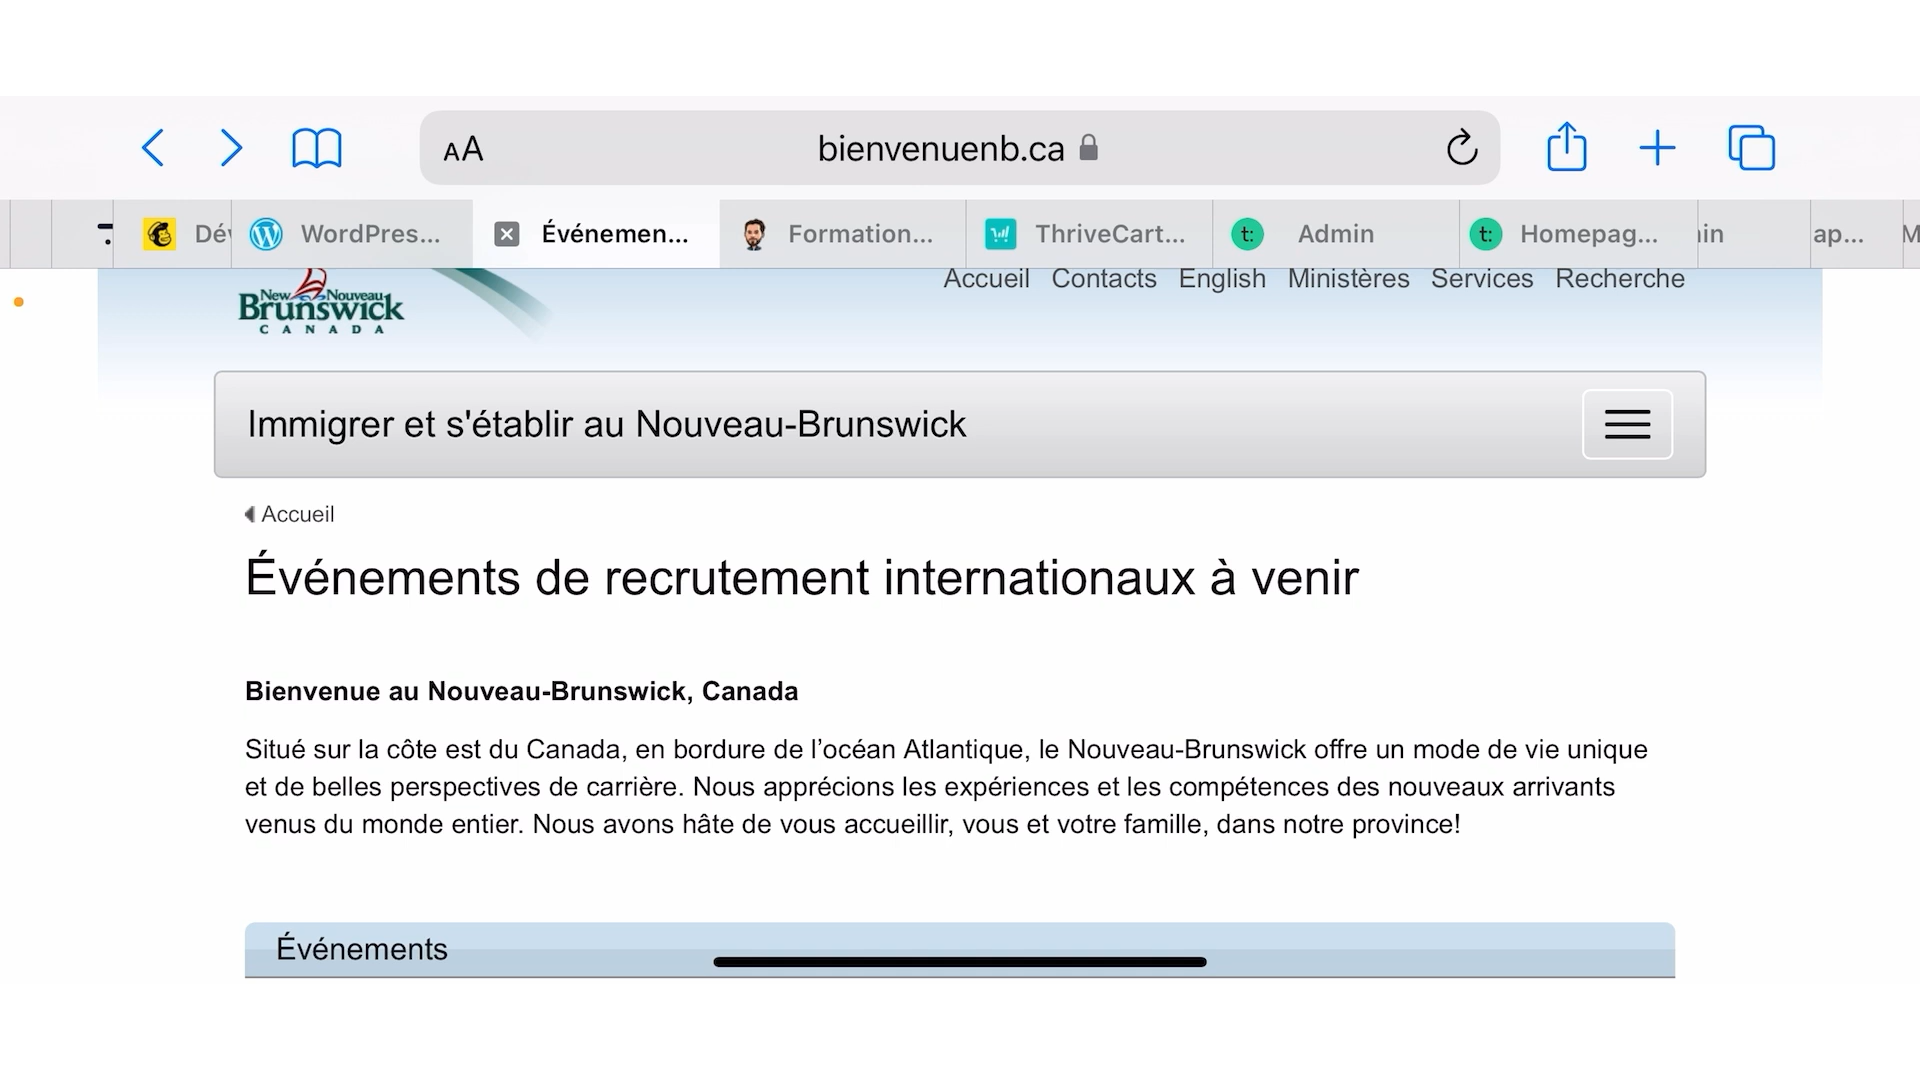 AA
bienvenuenb.ca
Dév
WordPres...
Événemen...
Formation...
ThriveCart...
t:
Admin
t:
Homepag...
ap...
M
New Nouveau
Brunswick
CANADA
Accueil Contacts English Ministères Services Recherche
Immigrer et s'établir au Nouveau-Brunswick
Accueil
Événements de recrutement internationaux à venir
Bienvenue au Nouveau-Brunswick, Canada
Situé sur la côte est du Canada, en bordure de l’océan Atlantique, le Nouveau-Brunswick offre un mode de vie unique
et de belles perspectives de carrière. Nous apprécions les expériences et les compétences des nouveaux arrivants
venus du monde entier. Nous avons hâte de vous accueillir, vous et votre famille, dans notre province!
Événements